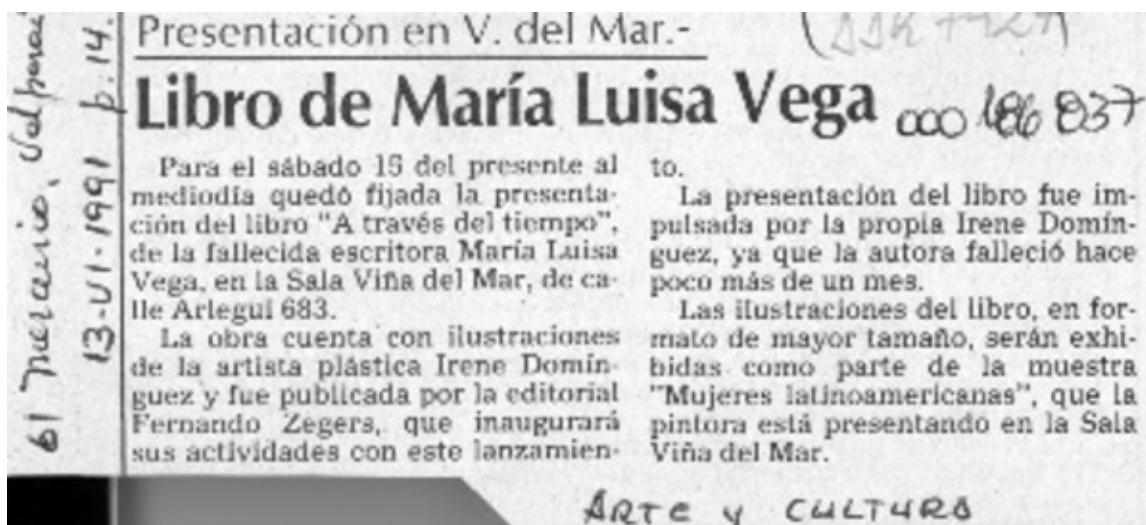 Presentación en V. del Mar.-
Libro de María Luisa Vega
000 186 837
Para el sábado 15 del presente al
mediodía quedó fijada la presenta-
ción del libro "A través del tiempo",
de la fallecida escritora María Luisa
Vega, en la Sala Viña del Mar, de ca-
lle Arlegui 683.
La obra cuenta con ilustraciones
de la artista plástica Irene Domín-
guez y fue publicada por la editorial
Fernando Zegers, que inaugurará
sus actividades con este lanzamien-
to.
La presentación del libro fue im-
pulsada por la propia Irene Domín-
guez, ya que la autora falleció hace
poco más de un mes.
Las ilustraciones del libro, en for-
mato de mayor tamaño, serán exhi-
bidas como parte de la muestra
"Mujeres latinoamericanas", que la
pintora está presentando en la Sala
Viña del Mar.
El Mercurio, Valparaí
13-VI-1991 p.14.
ARTE y CULTURA